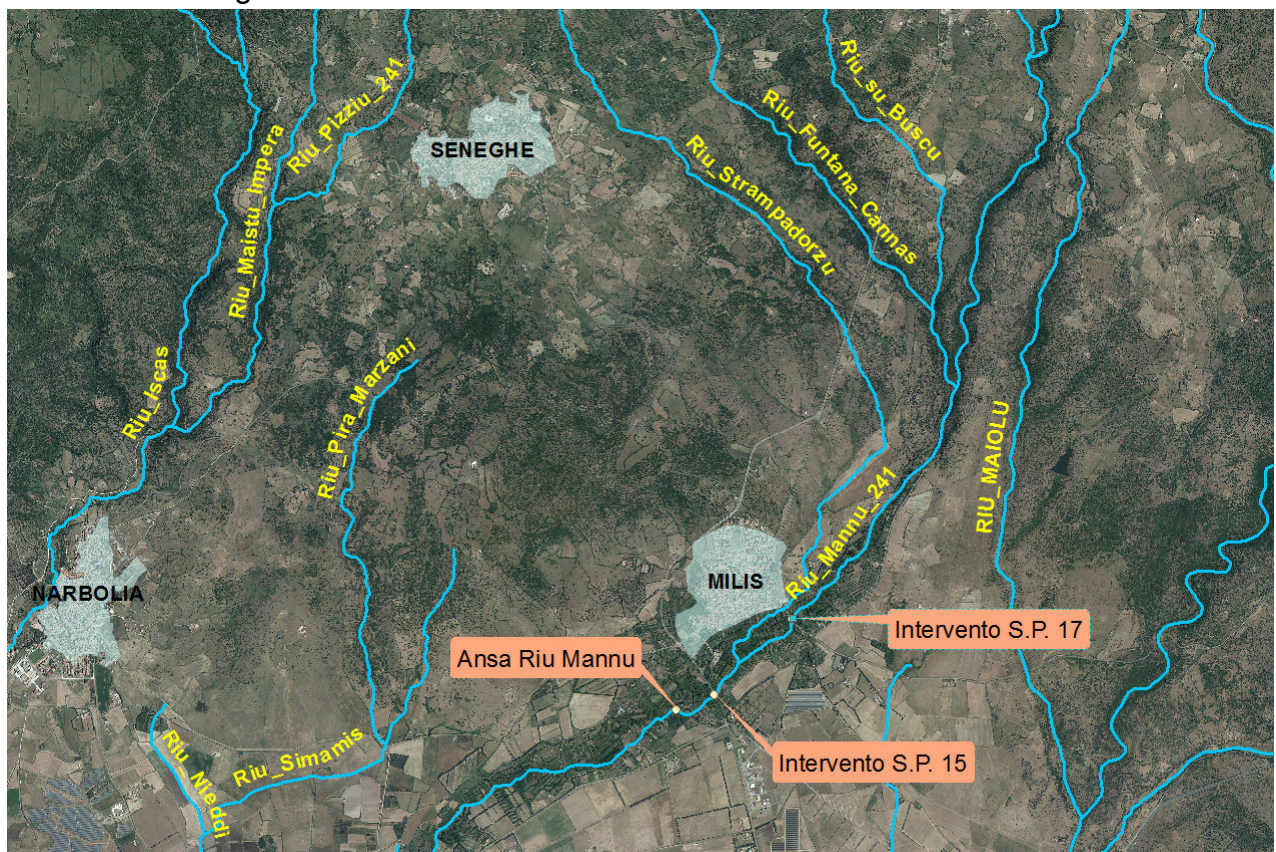 Riu_Pizziu_241
Riu_su_Buscu
SENEGHE
Riu_Funtana_Cannas
Riu_Maistu_Impera
Riu_Strampadorzu
Riu_Iscas
Riu_Pira_Marzani
RIU_MAIOLU
Riu_Mannu_241
NARBOLIA
MILIS
Intervento S.P. 17
Ansa Riu Mannu
Riu_Nieddi
Riu_Simamis
Intervento S.P. 15